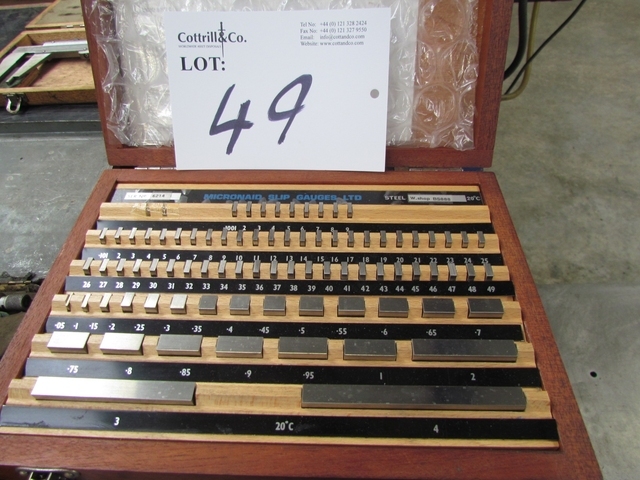 Cottrill&Co.
LOT:
49
Tel No: +44 (0) 121 328 2424
Fax No: +44 (0) 121 327 9550
Email: info@cottandco.com
Website: www.cottandco.com
MICRONAID SLIP GAUGES LTD
STEEL
20°C
·1001 2 3 4 5 6 7 8 9
·101 2 3 4 5 6 7 8 9 10 11 12 13 14 15 16 17 18 19 20 21 22 23 24 25
26 27 28 29 30 31 32 33 34 35 36 37 38 39 40 41 42 43 44 45 46 47 48 49
·05 ·1 ·15 ·2 ·25 ·3 ·35 ·4 ·45 ·5 ·55 ·6 ·65 ·7
·75 ·8 ·85 ·9 ·95 1 2
3 20°C 4